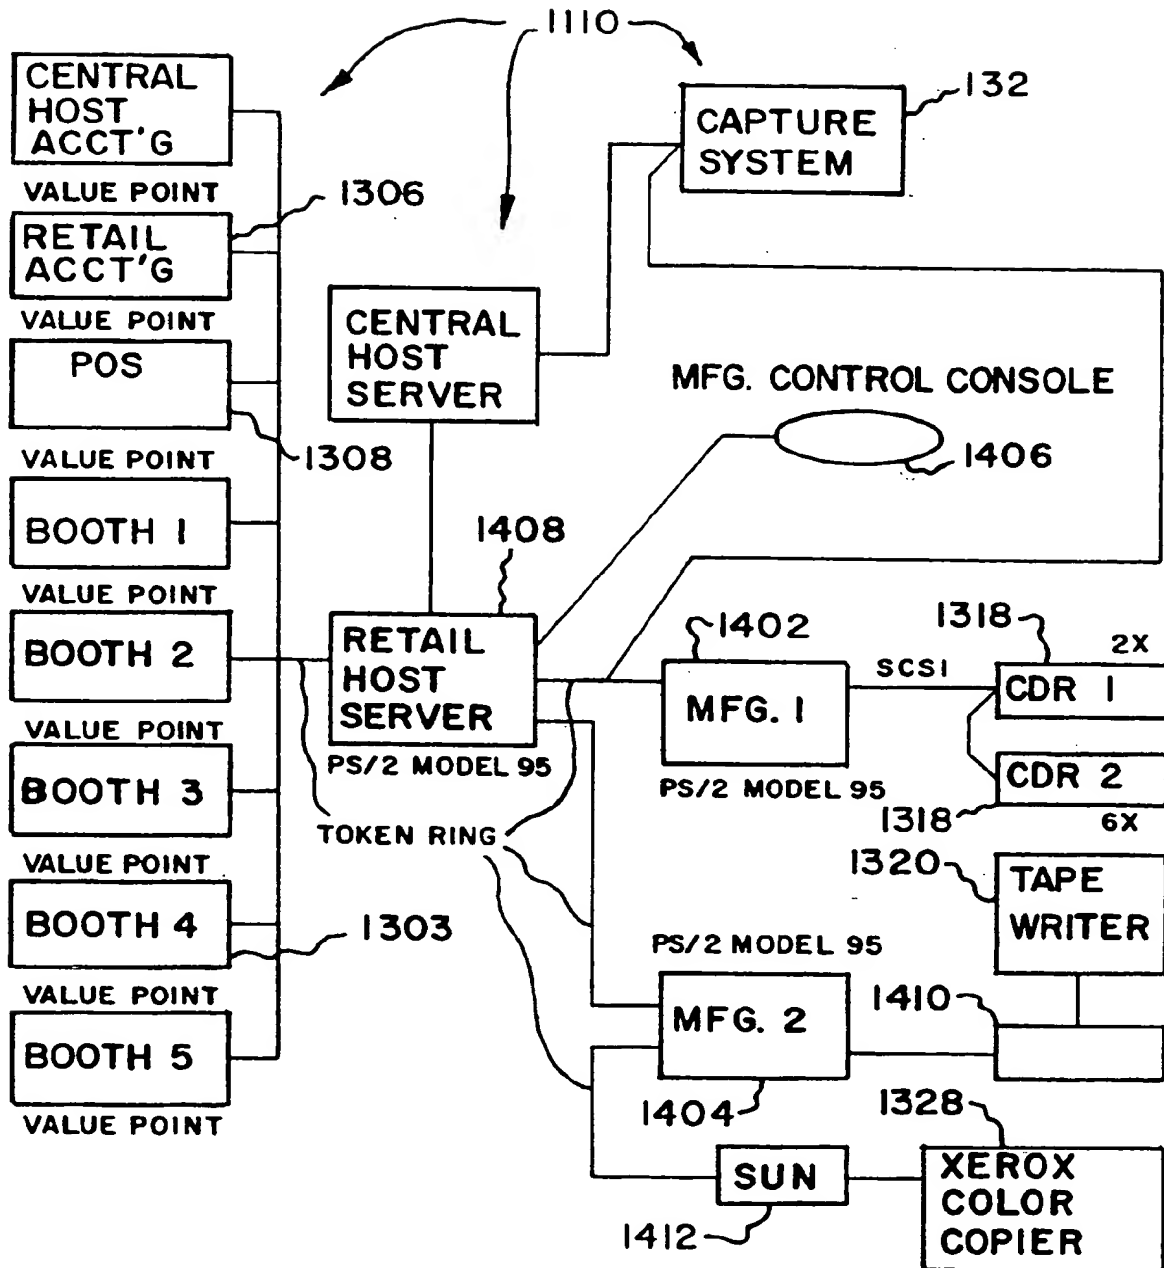 1110
CENTRAL
HOST
ACCT'G
VALUE POINT
1306
RETAIL
ACCT'G
VALUE POINT
POS
1308
VALUE POINT
BOOTH 1
VALUE POINT
BOOTH 2
VALUE POINT
BOOTH 3
VALUE POINT
BOOTH 4
1303
VALUE POINT
BOOTH 5
VALUE POINT
132
CAPTURE
SYSTEM
CENTRAL
HOST
SERVER
MFG. CONTROL CONSOLE
1406
1408
RETAIL
HOST
SERVER
PS/2 MODEL 95
TOKEN RING
1402
MFG. 1
PS/2 MODEL 95
SCSI
1318
2X
CDR 1
CDR 2
1318
6X
1320
TAPE
WRITER
PS/2 MODEL 95
MFG. 2
1404
1410
1328
SUN
1412
XEROX
COLOR
COPIER